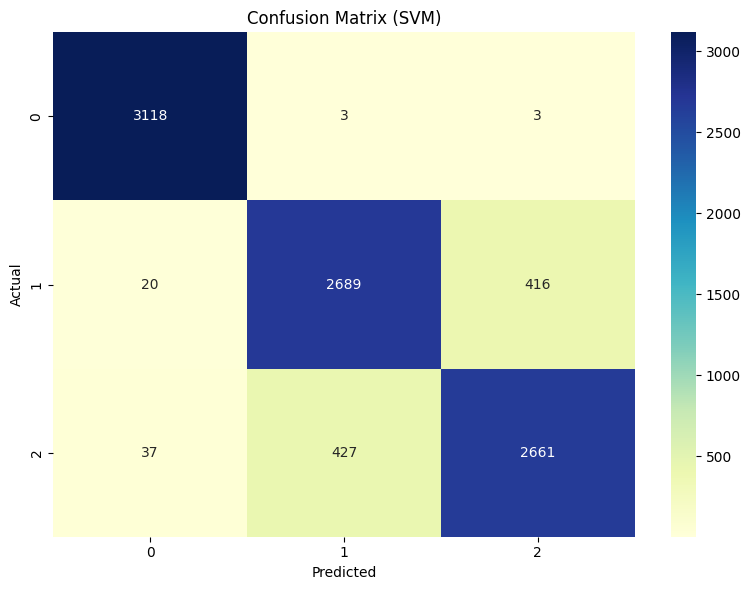 Confusion Matrix (SVM)
Actual
0
1
2
3118 3 3
20 2689 416
37 427 2661
0 1 2
Predicted
3000
2500
2000
1500
1000
500